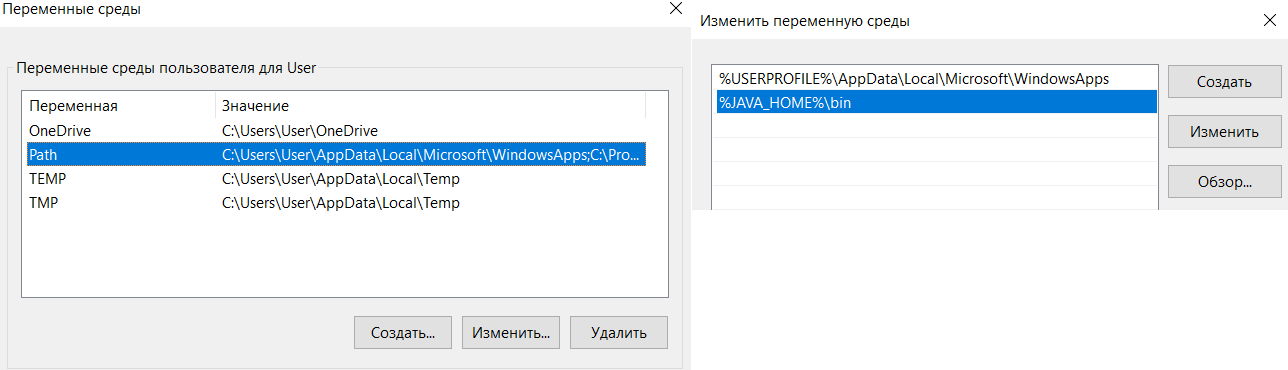 Переменные среды
Переменные среды пользователя для User
Переменная Значение
OneDrive C:\Users\User\OneDrive
Path C:\Users\User\AppData\Local\Microsoft\WindowsApps;C:\Pro...
TEMP C:\Users\User\AppData\Local\Temp
TMP C:\Users\User\AppData\Local\Temp
Создать... Изменить... Удалить
Изменить переменную среды
%USERPROFILE%\AppData\Local\Microsoft\WindowsApps
%JAVA_HOME%\bin
Создать
Изменить
Обзор...